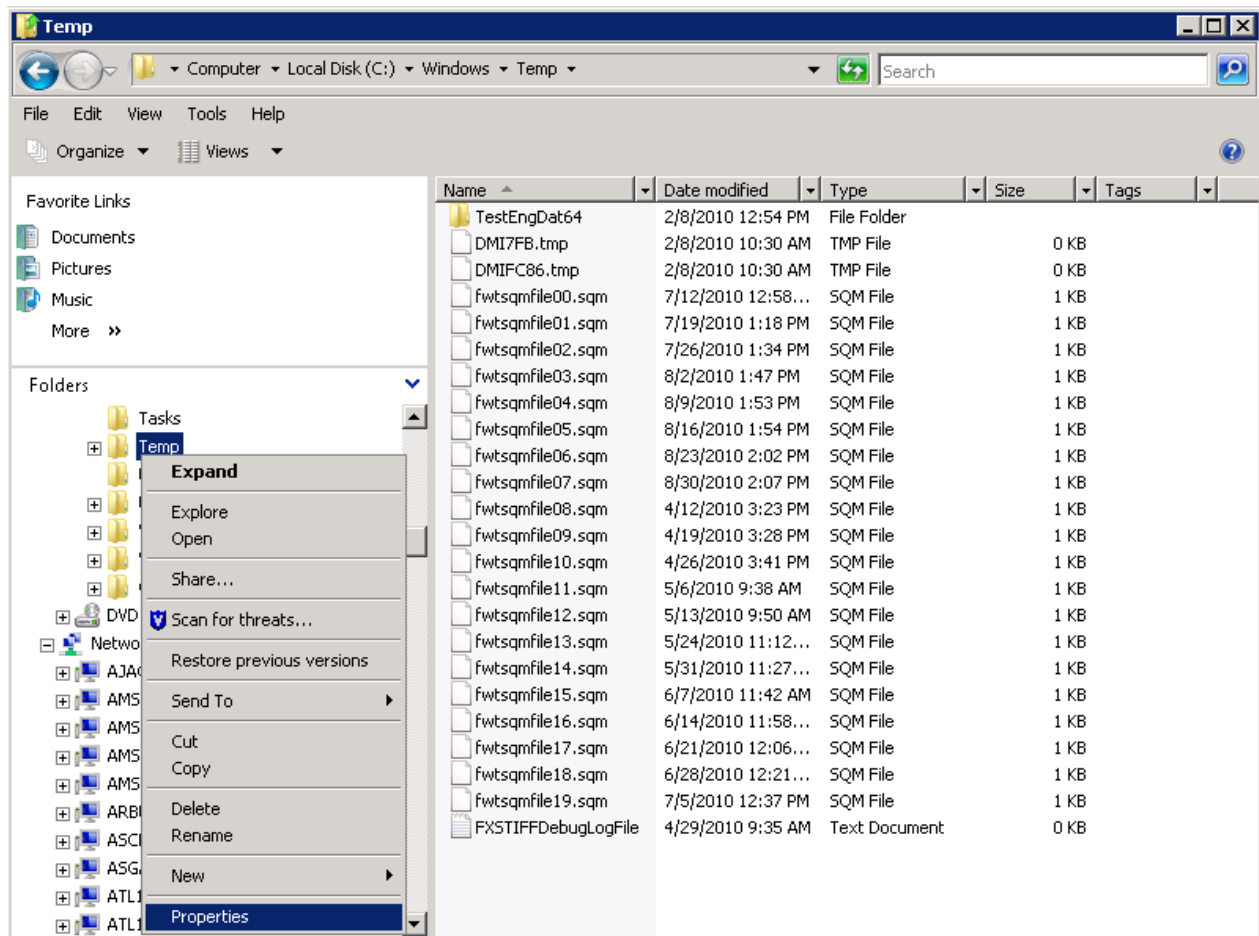 Temp
Computer Local Disk (C:) Windows Temp
Search
File Edit View Tools Help
Organize Views
Favorite Links
Documents
Pictures
Music
More »
Folders
Tasks
Temp
Expand
Explore
Open
Share...
Scan for threats...
Restore previous versions
Send To
Cut
Copy
Delete
Rename
New
Properties
DVD
Netwo
AMS
AMS
AMS
AMS
ATL1
ATL1
Name Date modified Type Size Tags
TestEngDat64 2/8/2010 12:54 PM File Folder
DMI7FB.tmp 2/8/2010 10:30 AM TMP File 0 KB
DMIFC86.tmp 2/8/2010 10:30 AM TMP File 0 KB
fwtsqmfile00.sqm 7/12/2010 12:58... SQM File 1 KB
fwtsqmfile01.sqm 7/19/2010 1:18 PM SQM File 1 KB
fwtsqmfile02.sqm 7/26/2010 1:34 PM SQM File 1 KB
fwtsqmfile03.sqm 8/2/2010 1:47 PM SQM File 1 KB
fwtsqmfile04.sqm 8/9/2010 1:53 PM SQM File 1 KB
fwtsqmfile05.sqm 8/16/2010 1:54 PM SQM File 1 KB
fwtsqmfile06.sqm 8/23/2010 2:02 PM SQM File 1 KB
fwtsqmfile07.sqm 8/30/2010 2:07 PM SQM File 1 KB
fwtsqmfile08.sqm 4/12/2010 3:23 PM SQM File 1 KB
fwtsqmfile09.sqm 4/19/2010 3:28 PM SQM File 1 KB
fwtsqmfile10.sqm 4/26/2010 3:41 PM SQM File 1 KB
fwtsqmfile11.sqm 5/6/2010 9:38 AM SQM File 1 KB
fwtsqmfile12.sqm 5/13/2010 9:50 AM SQM File 1 KB
fwtsqmfile13.sqm 5/24/2010 11:12... SQM File 1 KB
fwtsqmfile14.sqm 5/31/2010 11:27... SQM File 1 KB
fwtsqmfile15.sqm 6/7/2010 11:42 AM SQM File 1 KB
fwtsqmfile16.sqm 6/14/2010 11:58... SQM File 1 KB
fwtsqmfile17.sqm 6/21/2010 12:06... SQM File 1 KB
fwtsqmfile18.sqm 6/28/2010 12:21... SQM File 1 KB
fwtsqmfile19.sqm 7/5/2010 12:37 PM SQM File 1 KB
FXSTIFFDebugLogFile 4/29/2010 9:35 AM Text Document 0 KB